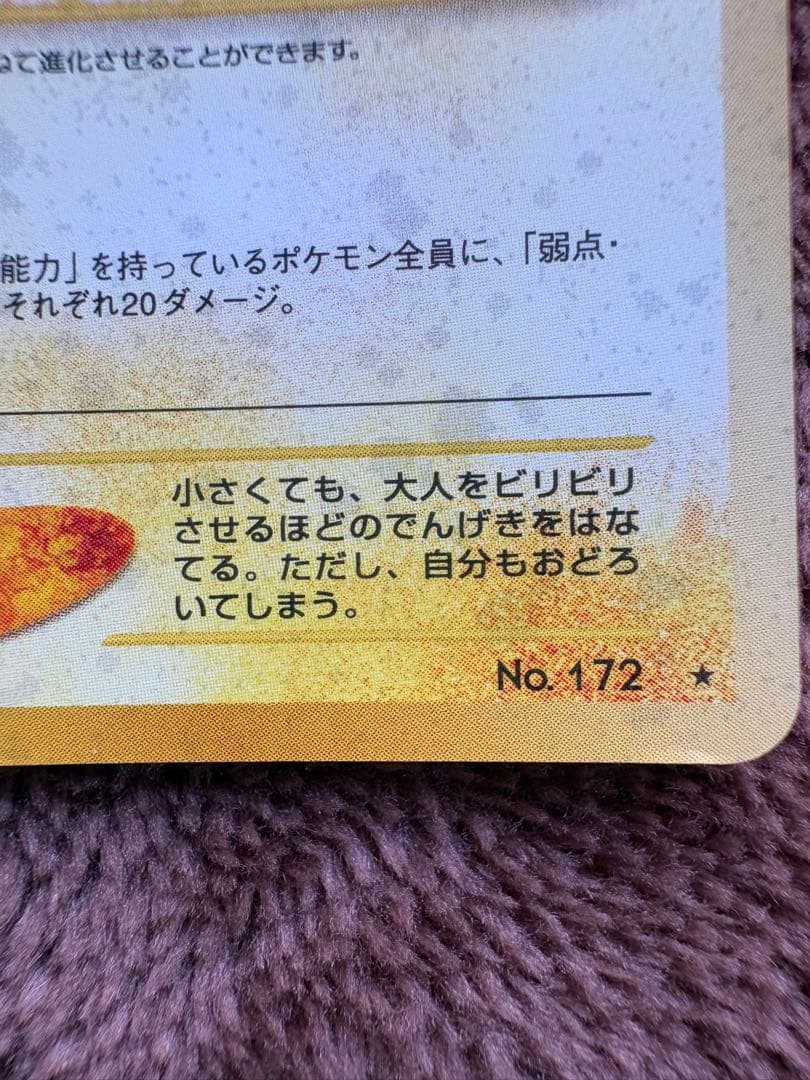 て進化させることができます。
能力」を持っているポケモン全員に、「弱点・
それぞれ20ダメージ。
小さくても、大人をビリビリ
させるほどのでんげきをはな
てる。ただし、自分もおどろ
いてしまう。
No. 172 ★